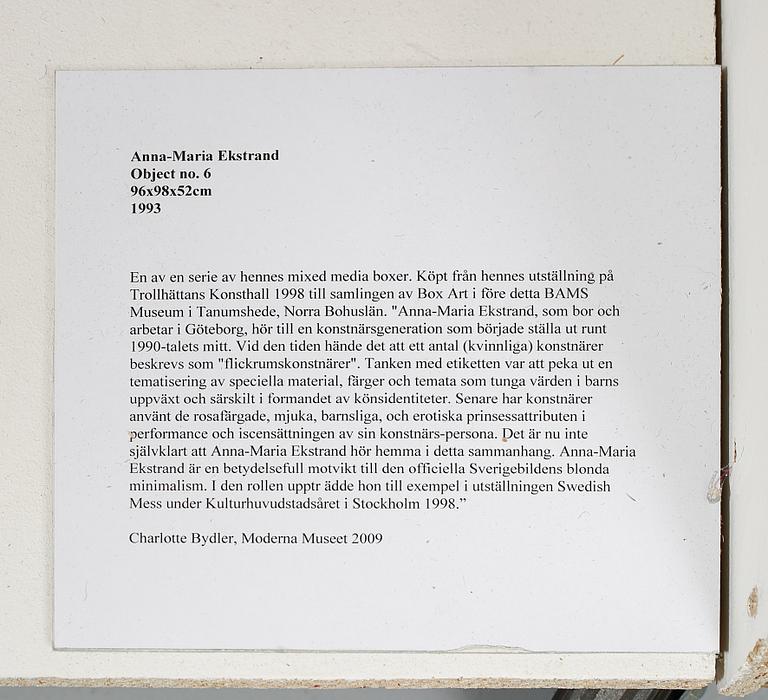 Anna-Maria Ekstrand
Object no. 6
96x98x52cm
1993
En av en serie av hennes mixed media boxer. Köpt från hennes utställning på
Trollhättans Konsthall 1998 till samlingen av Box Art i före detta BAMS
Museum i Tanumshede, Norra Bohuslän. "Anna-Maria Ekstrand, som bor och
arbetar i Göteborg, hör till en konstnärsgeneration som började ställa ut runt
1990-talets mitt. Vid den tiden hände det att ett antal (kvinnliga) konstnärer
beskrevs som "flickrumskonstnärer". Tanken med etiketten var att peka ut en
tematisering av speciella material, färger och temata som tunga värden i barns
uppväxt och särskilt i formandet av könsidentiteter. Senare har konstnärer
använt de rosafärgade, mjuka, barnsliga, och erotiska prinsessattributen i
performance och iscensättningen av sin konstnärs-persona. Det är nu inte
självklart att Anna-Maria Ekstrand hör hemma i detta sammanhang. Anna-Maria
Ekstrand är en betydelsefull motvikt till den officiella Sverigebildens blonda
minimalism. I den rollen upptr ädde hon till exempel i utställningen Swedish
Mess under Kulturhuvudstadsåret i Stockholm 1998.”
Charlotte Bydler, Moderna Museet 2009